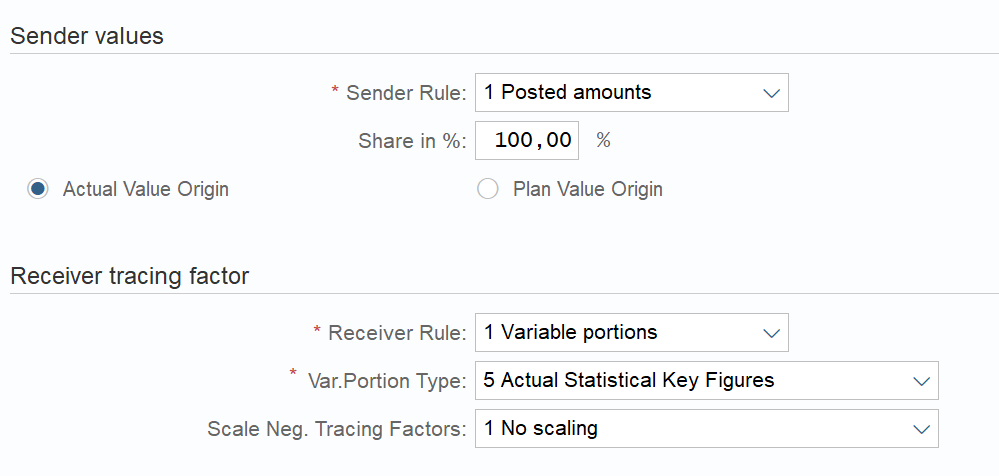 Sender values
* Sender Rule: 1 Posted amounts
Share in %: 100,00 %
Actual Value Origin Plan Value Origin
Receiver tracing factor
* Receiver Rule: 1 Variable portions
* Var.Portion Type: 5 Actual Statistical Key Figures
Scale Neg. Tracing Factors: 1 No scaling